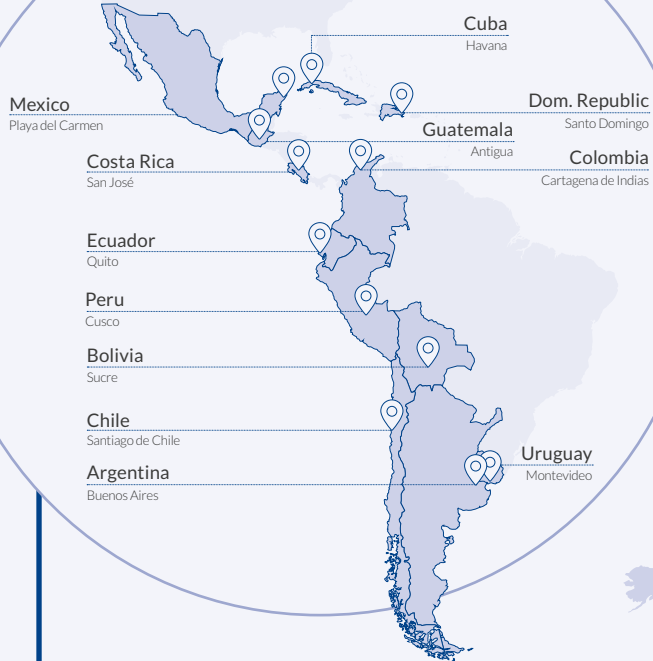 Cuba
Havana
Mexico
Playa del Carmen
Dom. Republic
Santo Domingo
Guatemala
Antigua
Costa Rica
San José
Colombia
Cartagena de Indias
Ecuador
Quito
Peru
Cusco
Bolivia
Sucre
Chile
Santiago de Chile
Uruguay
Montevideo
Argentina
Buenos Aires